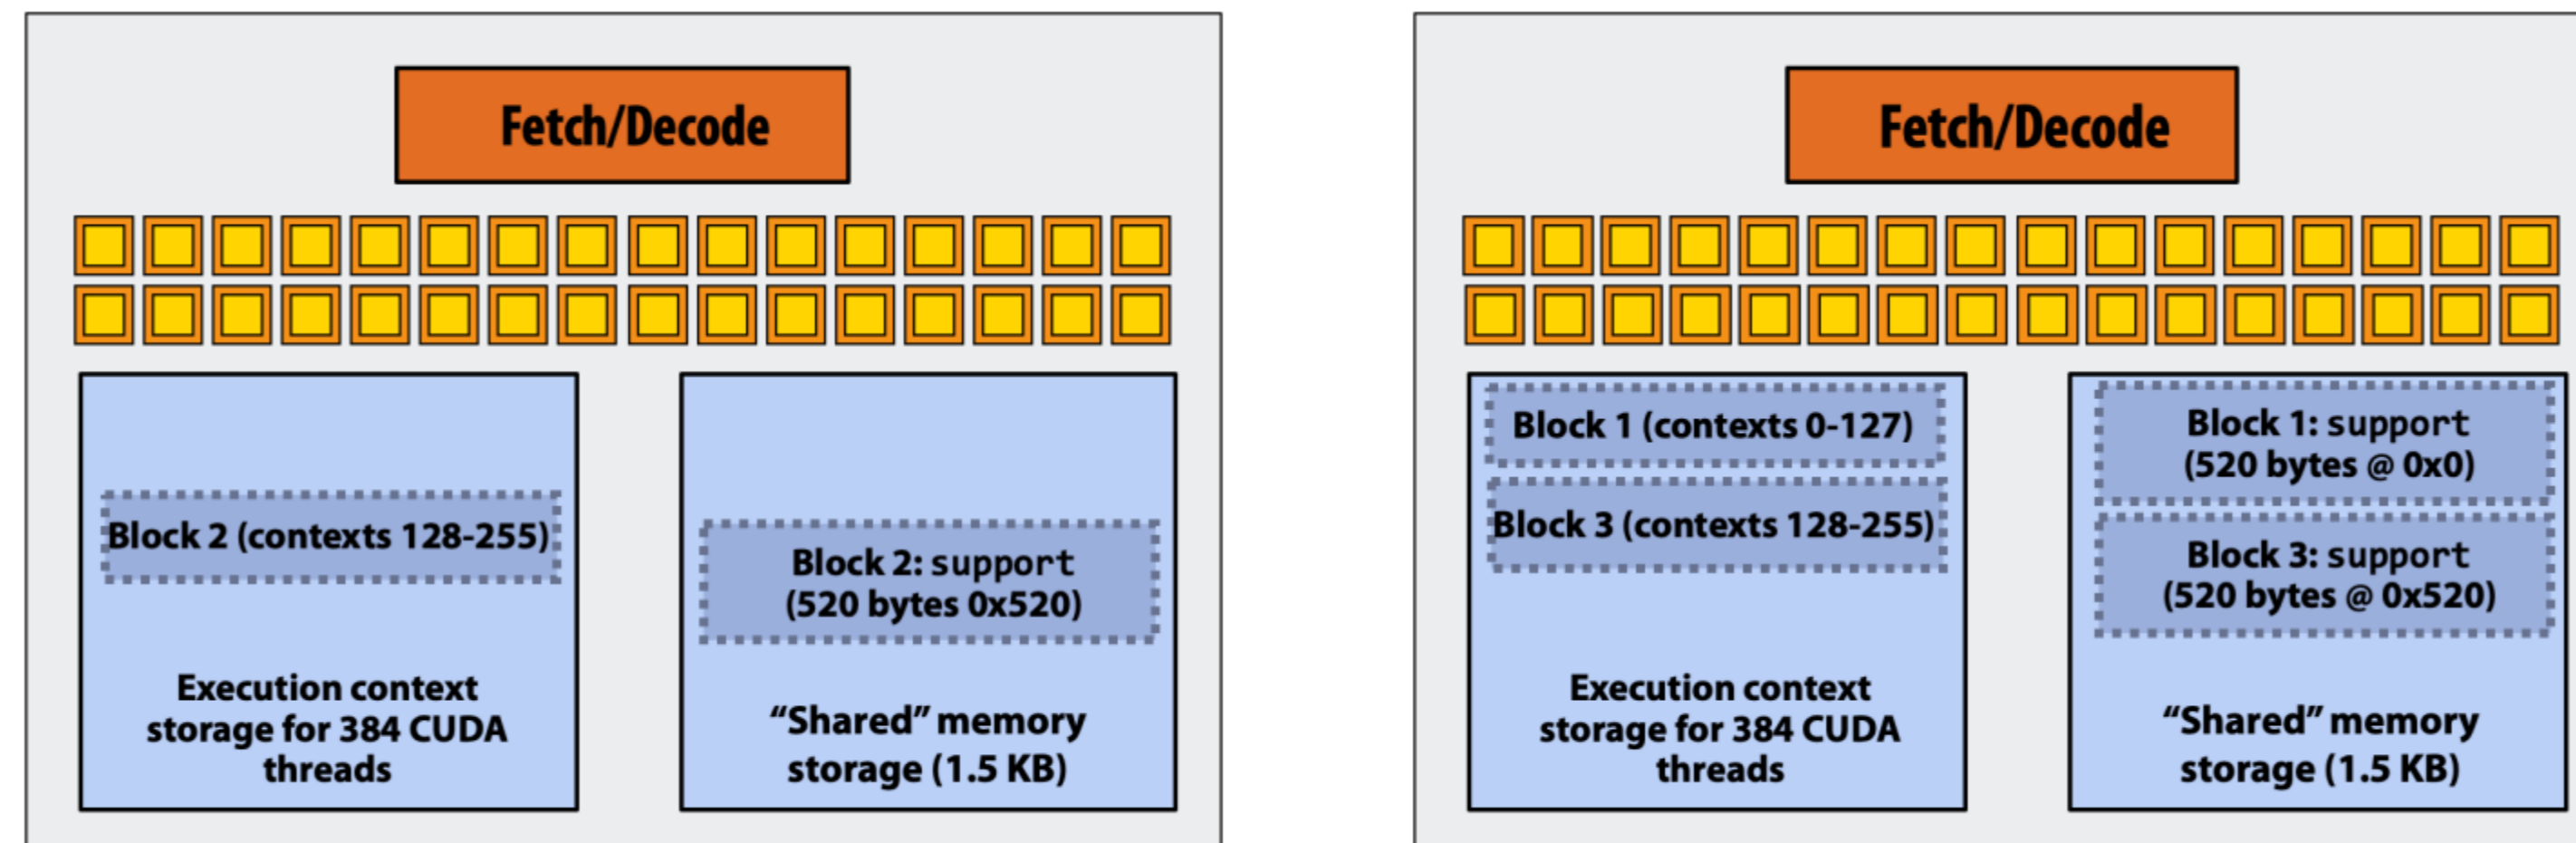 Fetch/Decode
Block 2 (contexts 128-255)
Execution context
storage for 384 CUDA
threads
Block 2: support
(520 bytes 0x520)
“Shared” memory
storage (1.5 KB)
Fetch/Decode
Block 1 (contexts 0-127)
Block 3 (contexts 128-255)
Execution context
storage for 384 CUDA
threads
Block 1: support
(520 bytes @ 0x0)
Block 3: support
(520 bytes @ 0x520)
“Shared” memory
storage (1.5 KB)